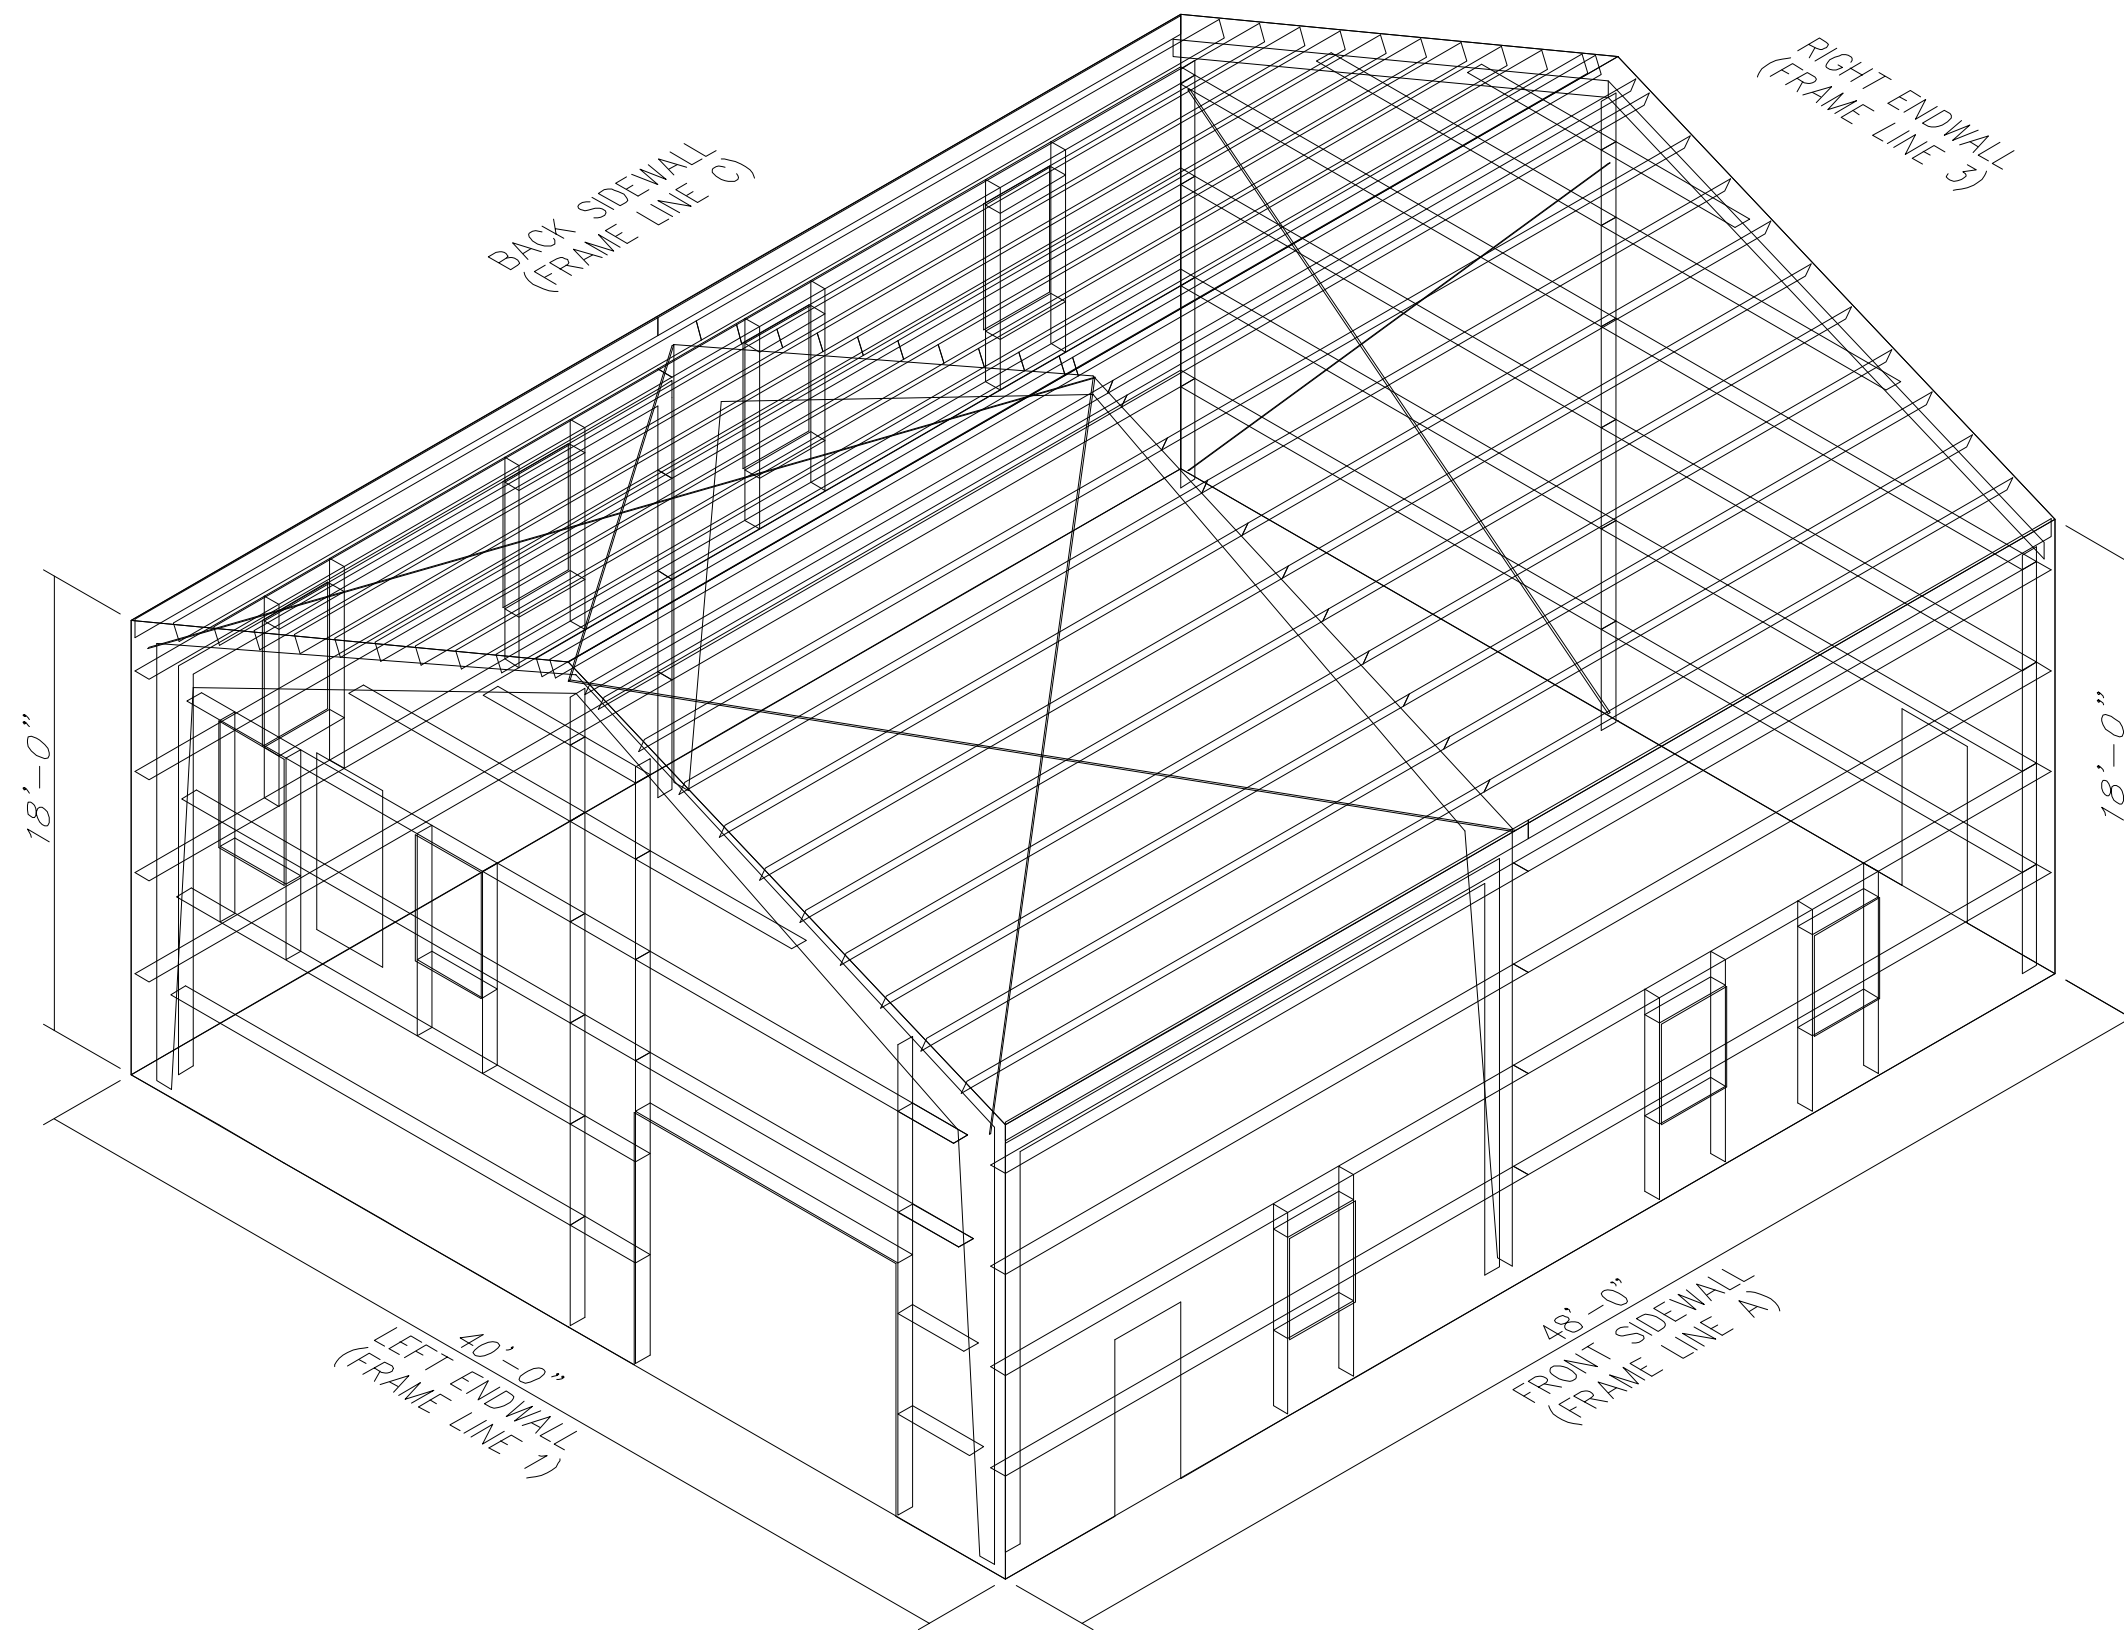 RIGHT ENDWALL
(FRAME LINE 3)
BACK SIDEWALL
(FRAME LINE C)
18'-0"
18'-0"
40'-0"
LEFT ENDWALL
(FRAME LINE 1)
48'-0"
FRONT SIDEWALL
(FRAME LINE A)